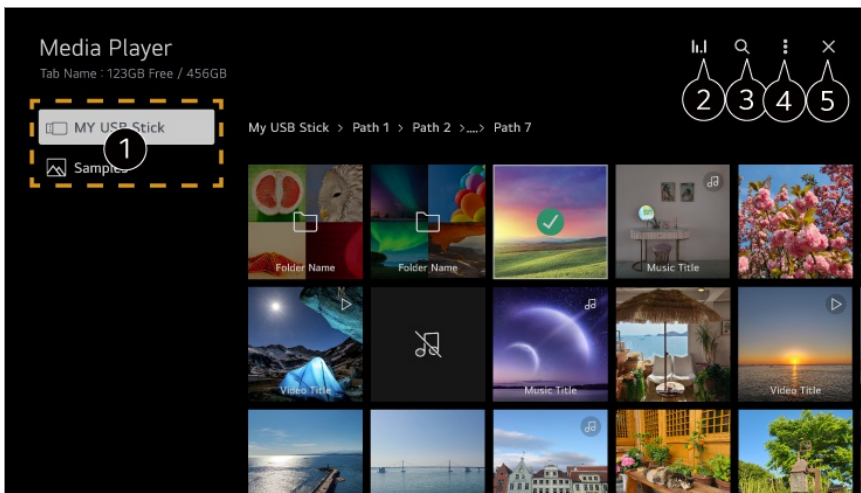 Media Player
Tab Name : 123GB Free / 456GB
2 3 4 5
MY USB Stick
1
Samples
My USB Stick > Path 1 > Path 2 >....> Path 7
Folder Name
Folder Name
Music Title
Video Title
Music Title
Video Title